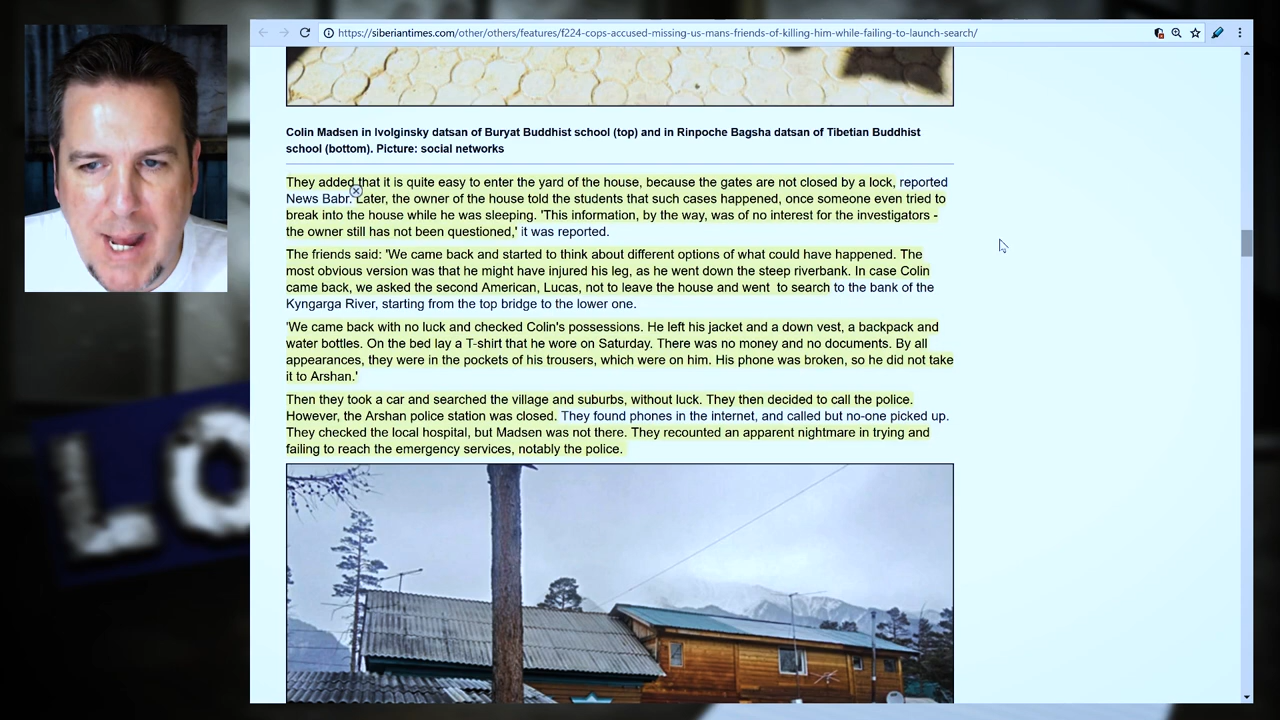 https://siberiantimes.com/other/others/features/f224-cops-accused-missing-us-mans-friends-of-killing-him-while-failing-to-launch-search/
Colin Madsen in Ivolginsky datsan of Buryat Buddhist school (top) and in Rinpoche Bagsha datsan of Tibetian Buddhist
school (bottom). Picture: social networks
They added that it is quite easy to enter the yard of the house, because the gates are not closed by a lock, reported
News Babr. Later, the owner of the house told the students that such cases happened, once someone even tried to
break into the house while he was sleeping. 'This information, by the way, was of no interest for the investigators -
the owner still has not been questioned,' it was reported.
The friends said: 'We came back and started to think about different options of what could have happened. The
most obvious version was that he might have injured his leg, as he went down the steep riverbank. In case Colin
came back, we asked the second American, Lucas, not to leave the house and went  to search to the bank of the
Kyngarga River, starting from the top bridge to the lower one.
'We came back with no luck and checked Colin's possessions. He left his jacket and a down vest, a backpack and
water bottles. On the bed lay a T-shirt that he wore on Saturday. There was no money and no documents. By all
appearances, they were in the pockets of his trousers, which were on him. His phone was broken, so he did not take
it to Arshan.'
Then they took a car and searched the village and suburbs, without luck. They then decided to call the police.
However, the Arshan police station was closed. They found phones in the internet, and called but no-one picked up.
They checked the local hospital, but Madsen was not there. They recounted an apparent nightmare in trying and
failing to reach the emergency services, notably the police.
LO